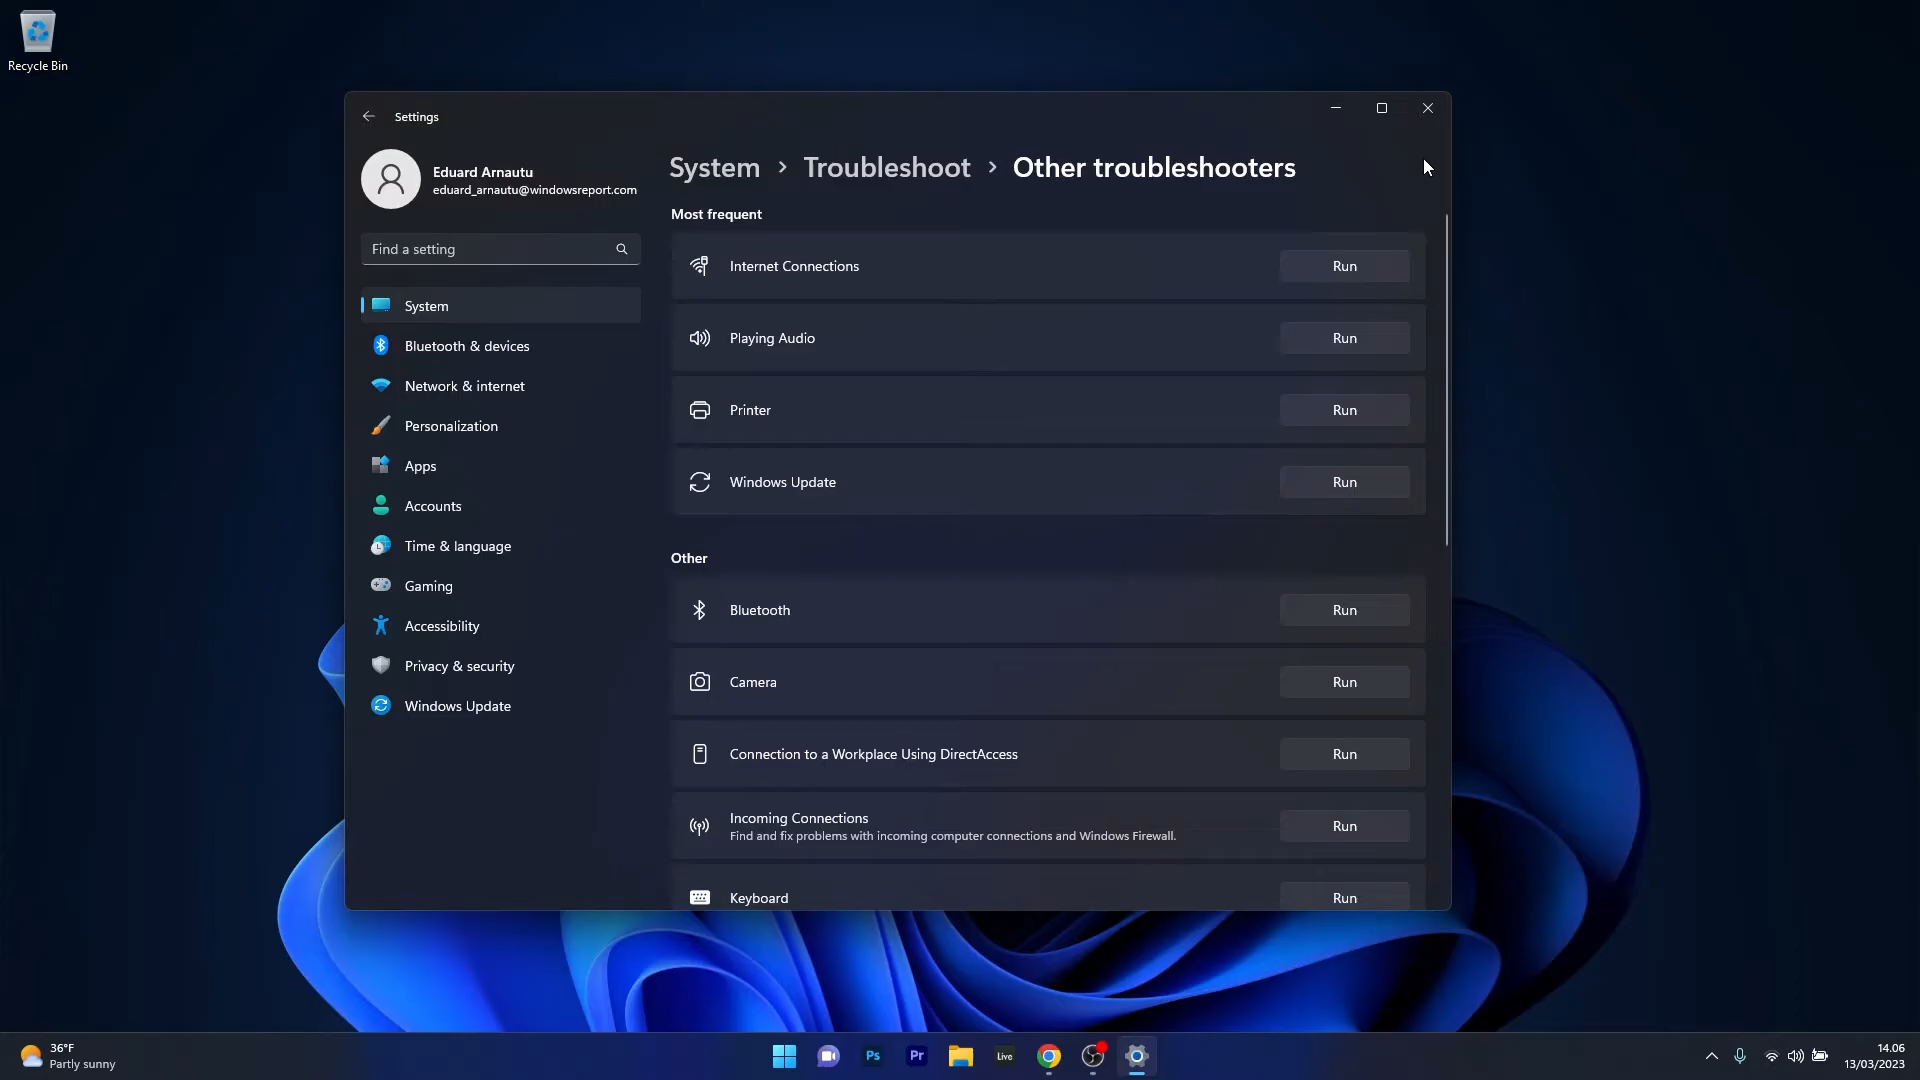 Recycle Bin
Settings
Eduard Arnautu
eduard_arnautu@windowsreport.com
Find a setting
System
Bluetooth & devices
Network & internet
Personalization
Apps
Accounts
Time & language
Gaming
Accessibility
Privacy & security
Windows Update
System > Troubleshoot > Other troubleshooters
Most frequent
Internet Connections Run
Playing Audio Run
Printer Run
Windows Update Run
Other
Bluetooth Run
Camera Run
Connection to a Workplace Using DirectAccess Run
Incoming Connections
Find and fix problems with incoming computer connections and Windows Firewall.
Run
Keyboard Run
36°F
Partly sunny
Ps
Pr
Live
14.06
13/03/2023